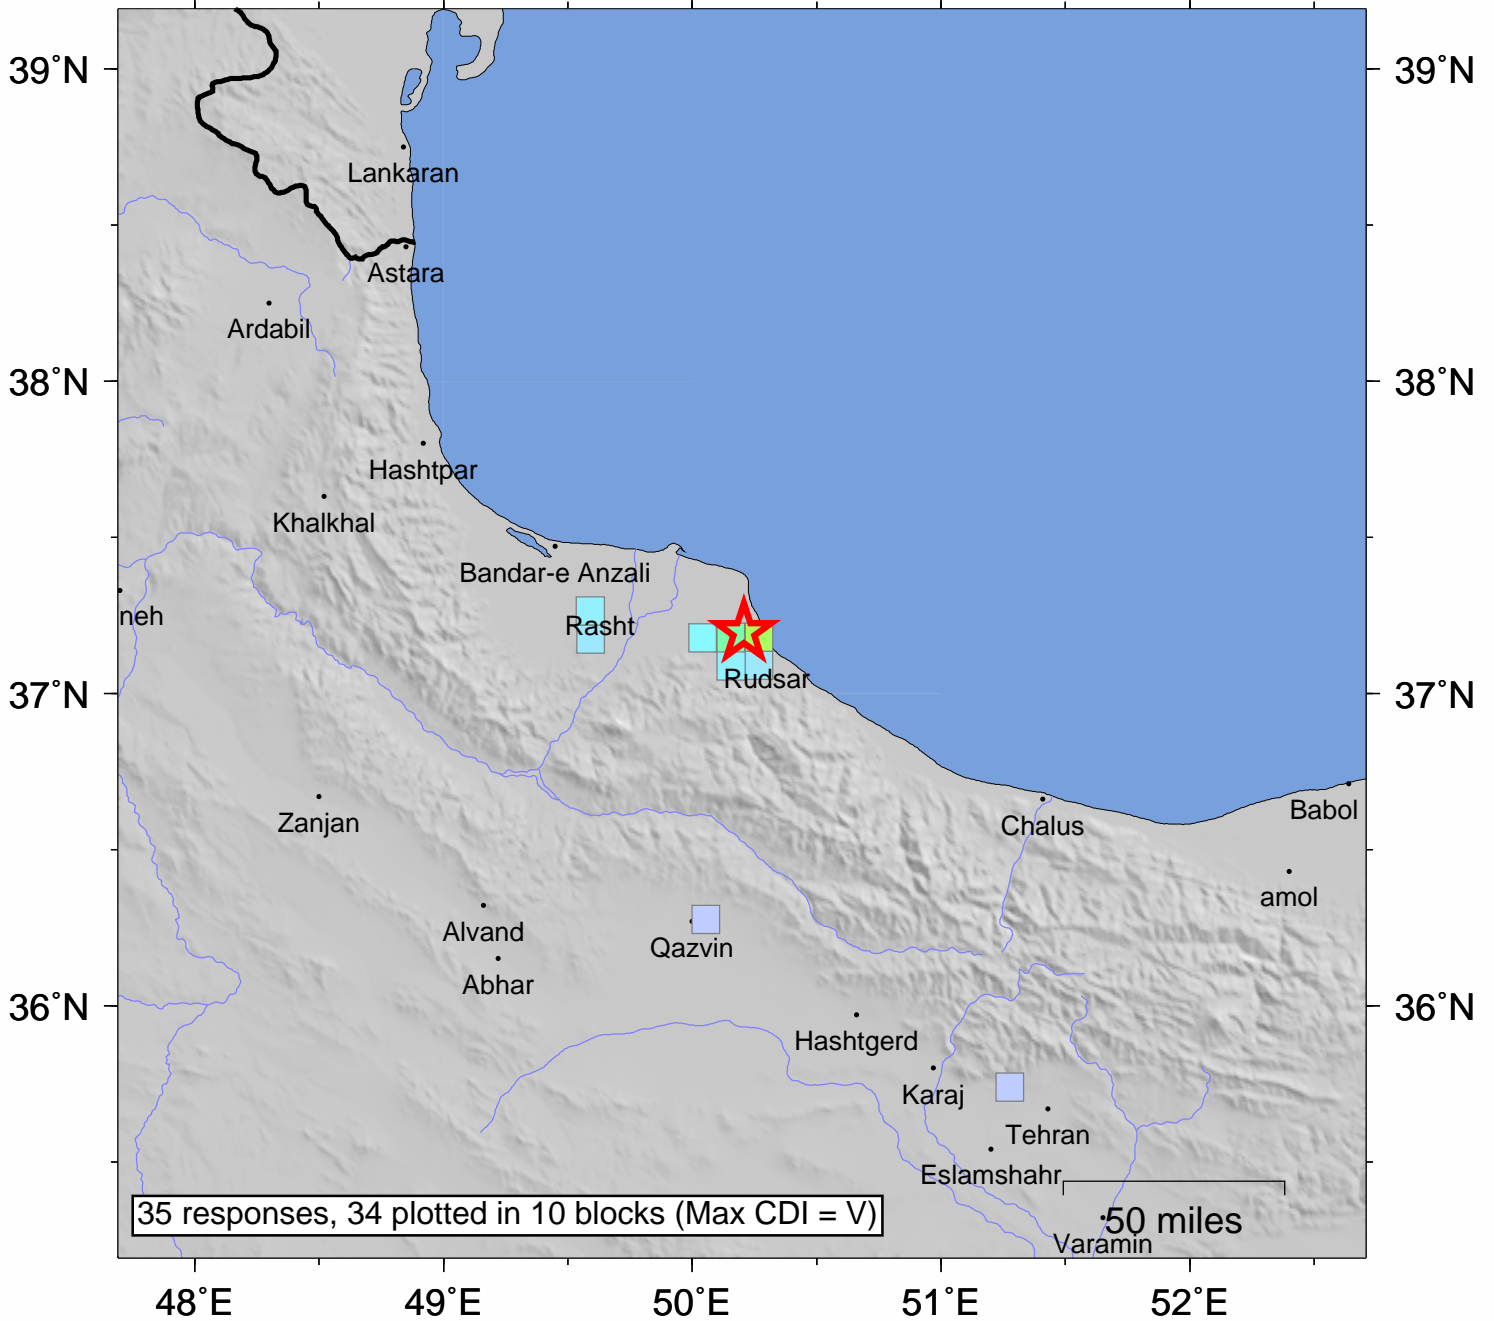 39°N
39°N
Lankaran
Astara
Ardabil
38°N
38°N
Hashtpar
Khalkhal
Bandar-e Anzali
neh
Rasht
Rudsar
37°N
37°N
Zanjan
Chalus
Babol
amol
Alvand
Qazvin
Abhar
36°N
36°N
Hashtgerd
Karaj
Tehran
Eslamshahr
35 responses, 34 plotted in 10 blocks (Max CDI = V)
50 miles
Varamin
48°E
49°E
50°E
51°E
52°E